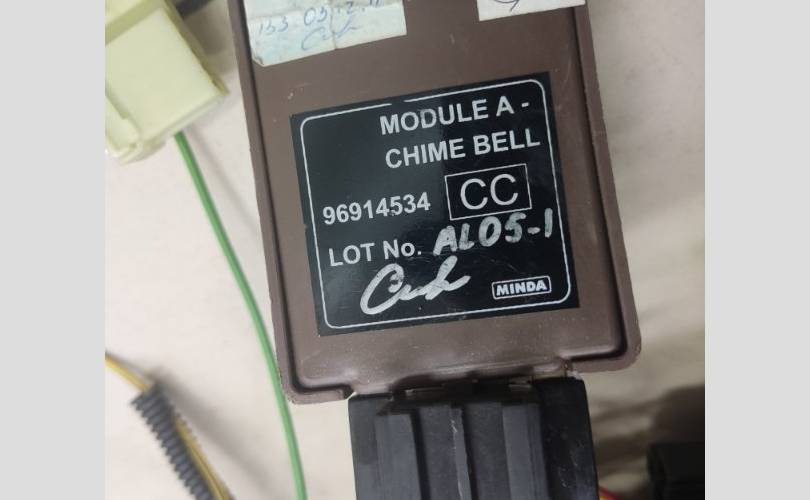 MODULE A -
CHIME BELL
96914534 CC
LOT No. AL05-1
MINDA